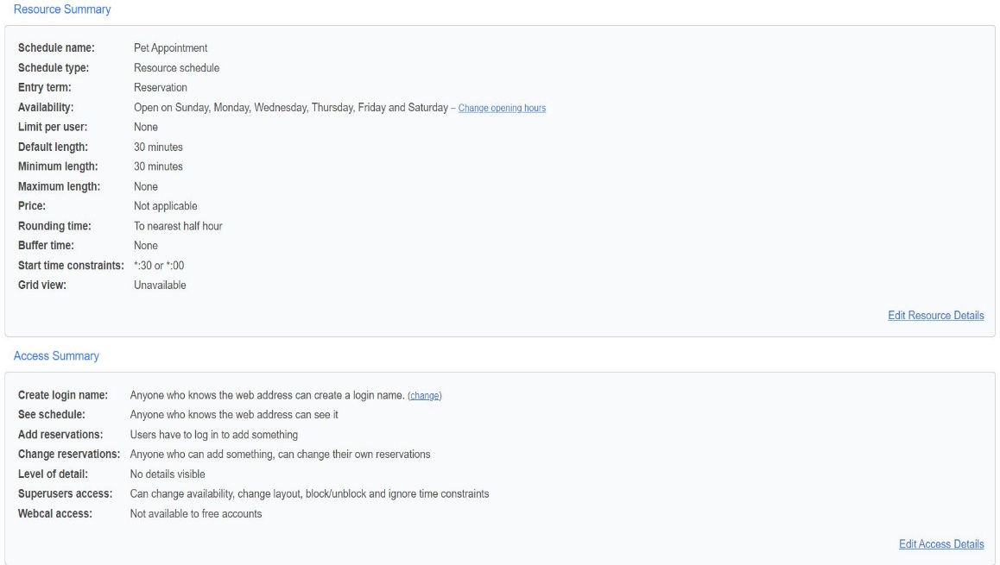 Resource Summary
Schedule name: Pet Appointment
Schedule type: Resource schedule
Entry term: Reservation
Availability: Open on Sunday, Monday, Wednesday, Thursday, Friday and Saturday – Change opening hours
Limit per user: None
Default length: 30 minutes
Minimum length: 30 minutes
Maximum length: None
Price: Not applicable
Rounding time: To nearest half hour
Buffer time: None
Start time constraints: *:30 or *:00
Grid view: Unavailable
Edit Resource Details
Access Summary
Create login name: Anyone who knows the web address can create a login name. (change)
See schedule: Anyone who knows the web address can see it
Add reservations: Users have to log in to add something
Change reservations: Anyone who can add something, can change their own reservations
Level of detail: No details visible
Superusers access: Can change availability, change layout, block/unblock and ignore time constraints
Webcal access: Not available to free accounts
Edit Access Details